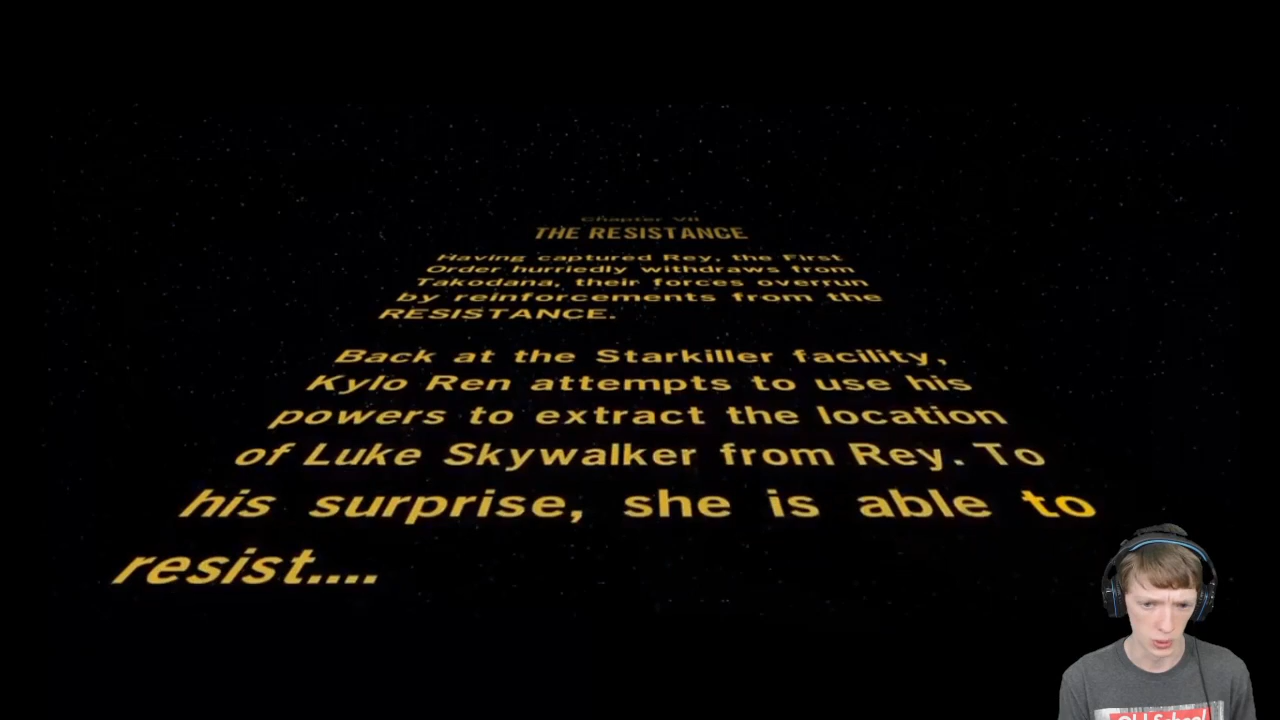 Chapter VII
THE RESISTANCE
Having captured Rey, the First
Order hurriedly withdraws from
Takodana, their forces overrun
by reinforcements from the
RESISTANCE.
Back at the Starkiller facility,
Kylo Ren attempts to use his
powers to extract the location
of Luke Skywalker from Rey. To
his surprise, she is able to
resist....
Old School